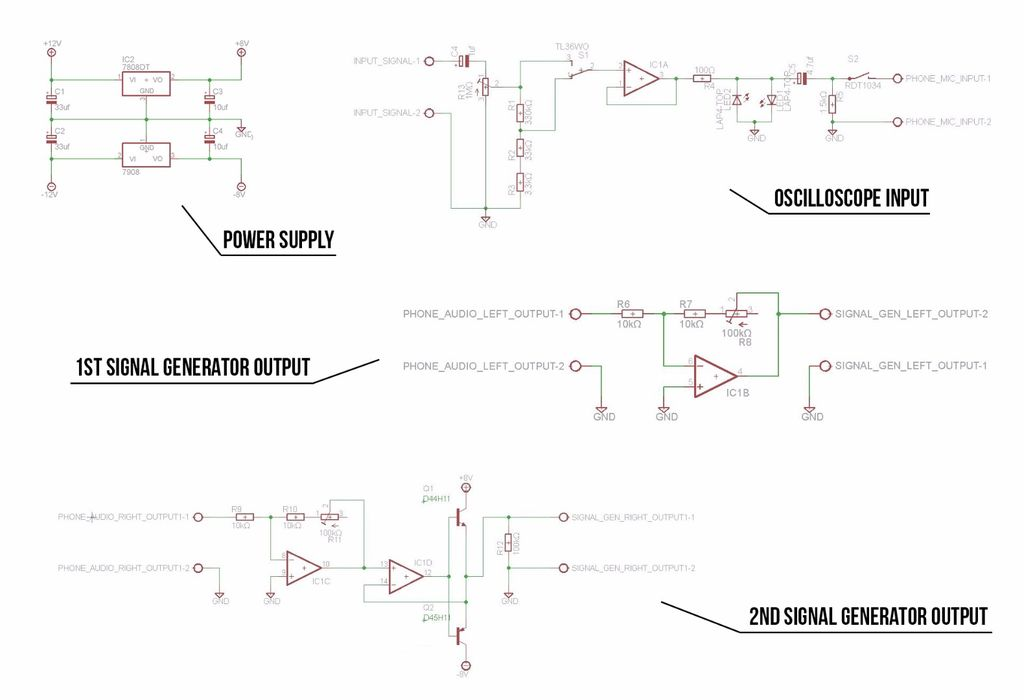 +12V
+8V
IC2
7808DT
VI
VO
GND
C1
33uf
C3
10uf
C2
33uf
C4
10uf
GND
GND
VI
VO
7908
-12V
-8V
POWER SUPPLY
INPUT_SIGNAL-1
C4
1uf
R13
1MΩ
TL36WO
S1
IC1A
100Ω
R4
R1
330kΩ
R2
33kΩ
R3
3.3kΩ
LED2
LED1
C5
4.7uf
R5
1.5kΩ
S2
RDT1034
PHONE_MIC_INPUT-1
INPUT_SIGNAL-2
PHONE_MIC_INPUT-2
GND
GND
GND
OSCILLOSCOPE INPUT
PHONE_AUDIO_LEFT_OUTPUT-1
R6
10kΩ
R7
10kΩ
100kΩ
R8
SIGNAL_GEN_LEFT_OUTPUT-2
PHONE_AUDIO_LEFT_OUTPUT-2
IC1B
SIGNAL_GEN_LEFT_OUTPUT-1
GND
GND
GND
1ST SIGNAL GENERATOR OUTPUT
+8V
Q1
D44H11
PHONE_AUDIO_RIGHT_OUTPUT1-1
R9
10kΩ
R10
10kΩ
100kΩ
R11
SIGNAL_GEN_RIGHT_OUTPUT1-1
R12
100kΩ
PHONE_AUDIO_RIGHT_OUTPUT1-2
IC1C
IC1D
SIGNAL_GEN_RIGHT_OUTPUT1-2
GND
GND
GND
Q2
D45H11
-8V
2ND SIGNAL GENERATOR OUTPUT